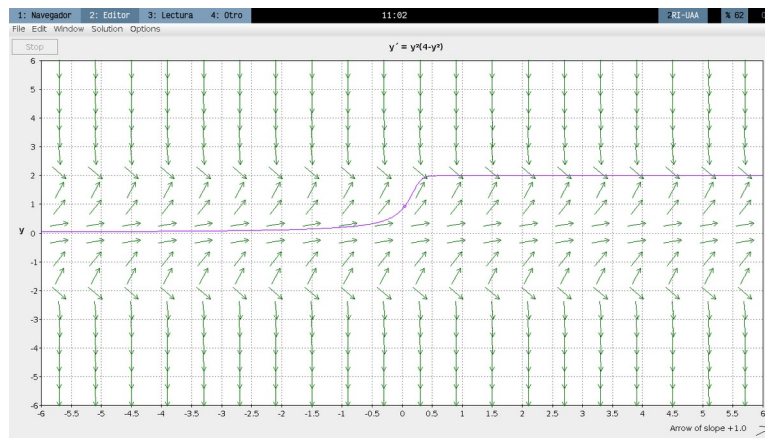 1: Navegador 2: Editor 3: Lectura 4: Otro 11:02 2RI-UAA % 62
File Edit Window Solution Options
Stop
y´= y²(4-y²)
6
5
4
3
2
1
y 0
-1
-2
-3
-4
-5
-6
-6 -5.5 -5 -4.5 -4 -3.5 -3 -2.5 -2 -1.5 -1 -0.5 0 0.5 1 1.5 2 2.5 3 3.5 4 4.5 5 5.5 6
Arrow of slope +1.0